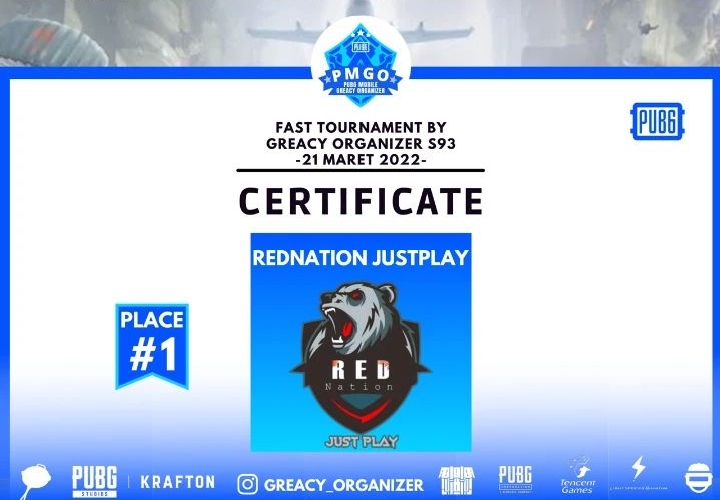 PUBG
PMGO
PUBG MOBILE
GREACY ORGANIZER
FAST TOURNAMENT BY
GREACY ORGANIZER S93
-21 MARET 2022-
PUBG
CERTIFICATE
REDNATION JUSTPLAY
PLACE
#1
RED
Nation
JUST PLAY
PUBG
STUDIOS
KRAFTON
GREACY_ORGANIZER
PUBG
CORPORATION
Tencent
Games